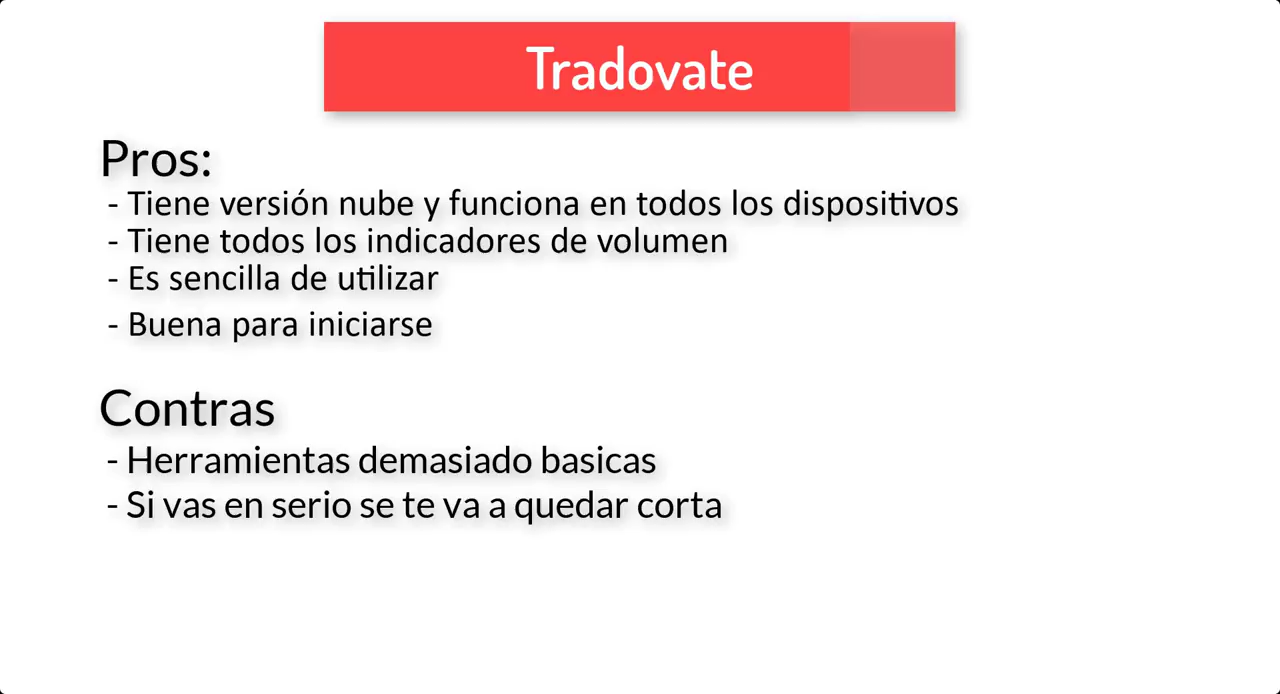 Tradovate
Pros:
- Tiene versión nube y funciona en todos los dispositivos
- Tiene todos los indicadores de volumen
- Es sencilla de utilizar
- Buena para iniciarse
Contras
- Herramientas demasiado basicas
- Si vas en serio se te va a quedar corta